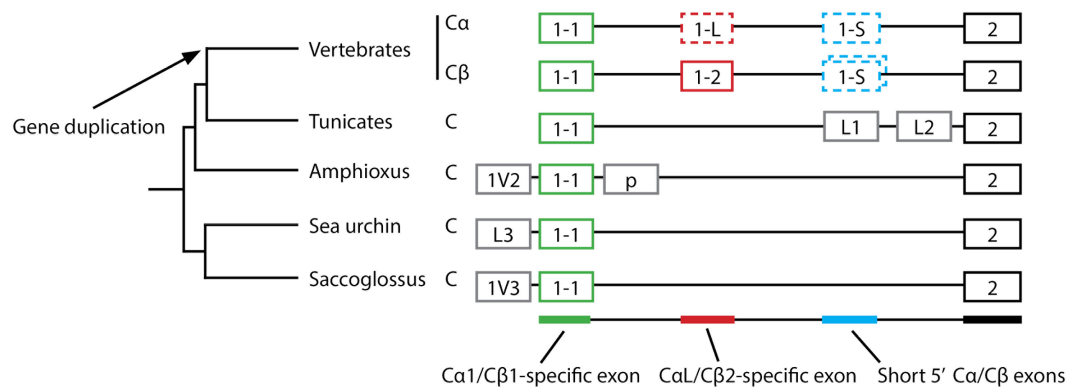 Cα 1-1 1-L 1-S 2
Vertebrates
Cβ 1-1 1-2 1-S 2
Gene duplication
Tunicates C 1-1 L1 L2 2
Amphioxus C 1V2 1-1 p 2
Sea urchin C L3 1-1 2
Saccoglossus C 1V3 1-1 2
Cα1/Cβ1-specific exon CαL/Cβ2-specific exon Short 5′ Cα/Cβ exons